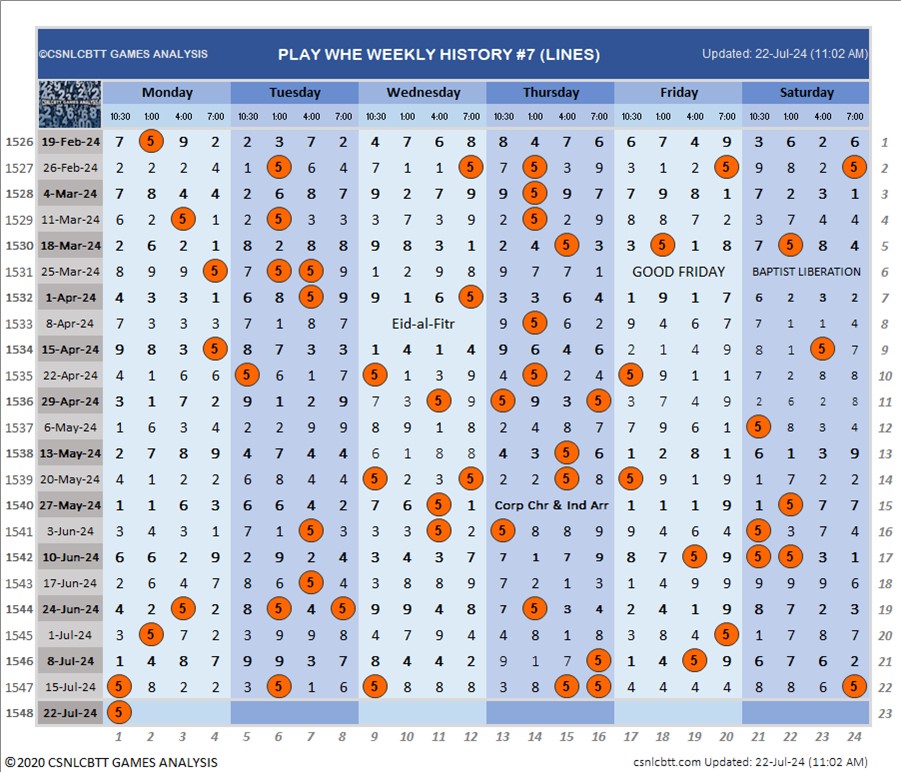 ©CSNLCBTT GAMES ANALYSIS PLAY WHE WEEKLY HISTORY #7 (LINES) Updated: 22-Jul-24 (11:02 AM)
Monday Tuesday Wednesday Thursday Friday Saturday
10:30 1:00 4:00 7:00 10:30 1:00 4:00 7:00 10:30 1:00 4:00 7:00 10:30 1:00 4:00 7:00 10:30 1:00 4:00 7:00 10:30 1:00 4:00 7:00
1526 19-Feb-24 7 5 9 2 2 3 7 2 4 7 6 8 8 4 7 6 6 7 4 9 3 6 2 6 1
1527 26-Feb-24 2 2 2 4 1 5 6 4 7 1 1 5 7 5 3 9 3 1 2 5 9 8 2 5 2
1528 4-Mar-24 7 8 4 4 2 6 8 7 9 2 7 9 9 5 9 7 7 9 8 1 7 2 3 1 3
1529 11-Mar-24 6 2 5 1 2 5 3 3 3 7 3 9 2 5 2 9 8 8 7 2 3 7 4 4 4
1530 18-Mar-24 2 6 2 1 8 2 8 8 9 8 3 1 2 4 5 3 3 5 1 8 7 5 8 4 5
1531 25-Mar-24 8 9 9 5 7 5 5 9 1 2 9 8 9 7 7 1 GOOD FRIDAY BAPTIST LIBERATION 6
1532 1-Apr-24 4 3 3 1 6 8 5 9 9 1 6 5 3 3 6 4 1 9 1 7 6 2 3 2 7
1533 8-Apr-24 7 3 3 3 7 1 8 7 Eid-al-Fitr 9 5 6 2 9 4 6 7 7 1 1 4 8
1534 15-Apr-24 9 8 3 5 8 7 3 3 1 4 1 4 9 6 4 6 2 1 4 9 8 1 5 7 9
1535 22-Apr-24 4 1 6 6 5 6 1 7 5 1 3 9 4 5 2 4 5 9 1 1 7 2 8 8 10
1536 29-Apr-24 3 1 7 2 9 1 2 9 7 3 5 9 5 9 3 5 3 7 4 9 2 6 2 8 11
1537 6-May-24 1 6 3 4 2 2 9 9 8 9 1 8 2 4 8 7 7 9 6 1 5 8 3 4 12
1538 13-May-24 2 7 8 9 4 7 4 4 6 1 8 8 4 3 5 6 1 2 8 1 6 1 3 9 13
1539 20-May-24 4 1 2 2 6 8 4 4 5 3 2 5 2 2 5 8 5 9 1 9 1 7 2 2 14
1540 27-May-24 1 1 6 3 6 6 4 2 7 6 5 1 Corp Chr & Ind Arr 1 1 1 9 1 5 7 7 15
1541 3-Jun-24 3 4 3 1 7 1 5 3 3 3 5 2 5 8 8 9 9 4 6 4 5 3 7 4 16
1542 10-Jun-24 6 6 2 9 2 9 2 4 3 4 3 7 7 1 7 9 8 7 5 9 5 5 3 1 17
1543 17-Jun-24 2 6 4 7 8 6 5 4 3 8 8 9 7 2 1 3 1 4 9 9 9 9 9 6 18
1544 24-Jun-24 4 2 5 2 8 5 4 5 9 9 4 8 7 5 3 4 2 4 1 9 8 7 2 3 19
1545 1-Jul-24 3 5 7 2 3 9 9 8 4 7 9 4 4 8 1 8 3 8 4 5 1 7 8 7 20
1546 8-Jul-24 1 4 8 7 9 9 3 7 8 4 4 2 9 1 7 5 1 4 5 9 6 7 6 2 21
1547 15-Jul-24 5 8 2 2 3 5 1 6 5 8 8 8 3 8 5 5 4 4 4 4 8 8 6 5 22
1548 22-Jul-24 5 23
1 2 3 4 5 6 7 8 9 10 11 12 13 14 15 16 17 18 19 20 21 22 23 24
©2020 CSNLCBTT GAMES ANALYSIS csnlcbtt.com Updated: 22-Jul-24 (11:02 AM)